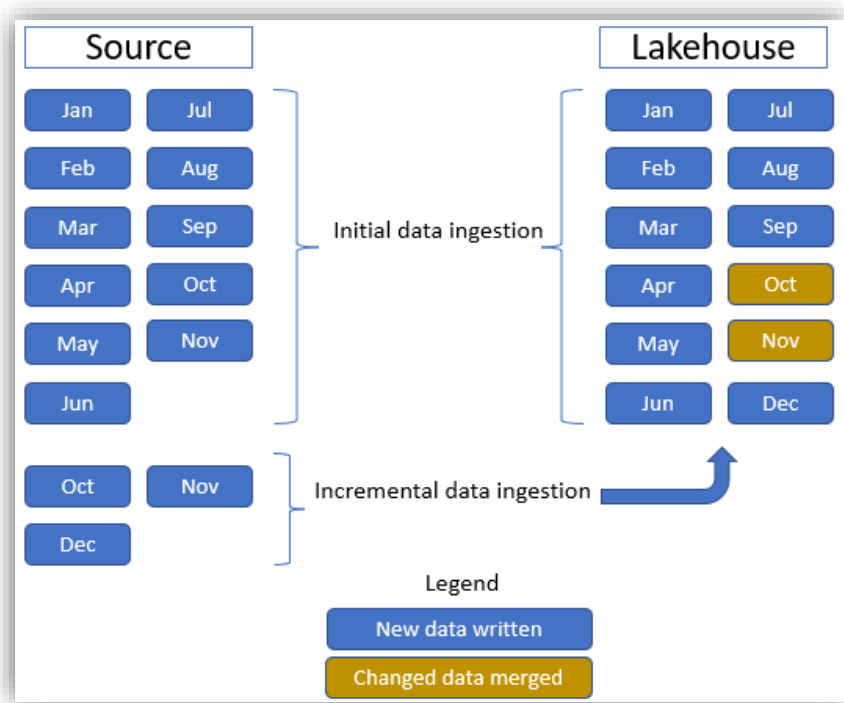 Source
Lakehouse
Jan Jul
Feb Aug
Mar Sep
Apr Oct
May Nov
Jun
Initial data ingestion
Jan Jul
Feb Aug
Mar Sep
Apr Oct
May Nov
Jun Dec
Oct Nov
Dec
Incremental data ingestion
Legend
New data written
Changed data merged